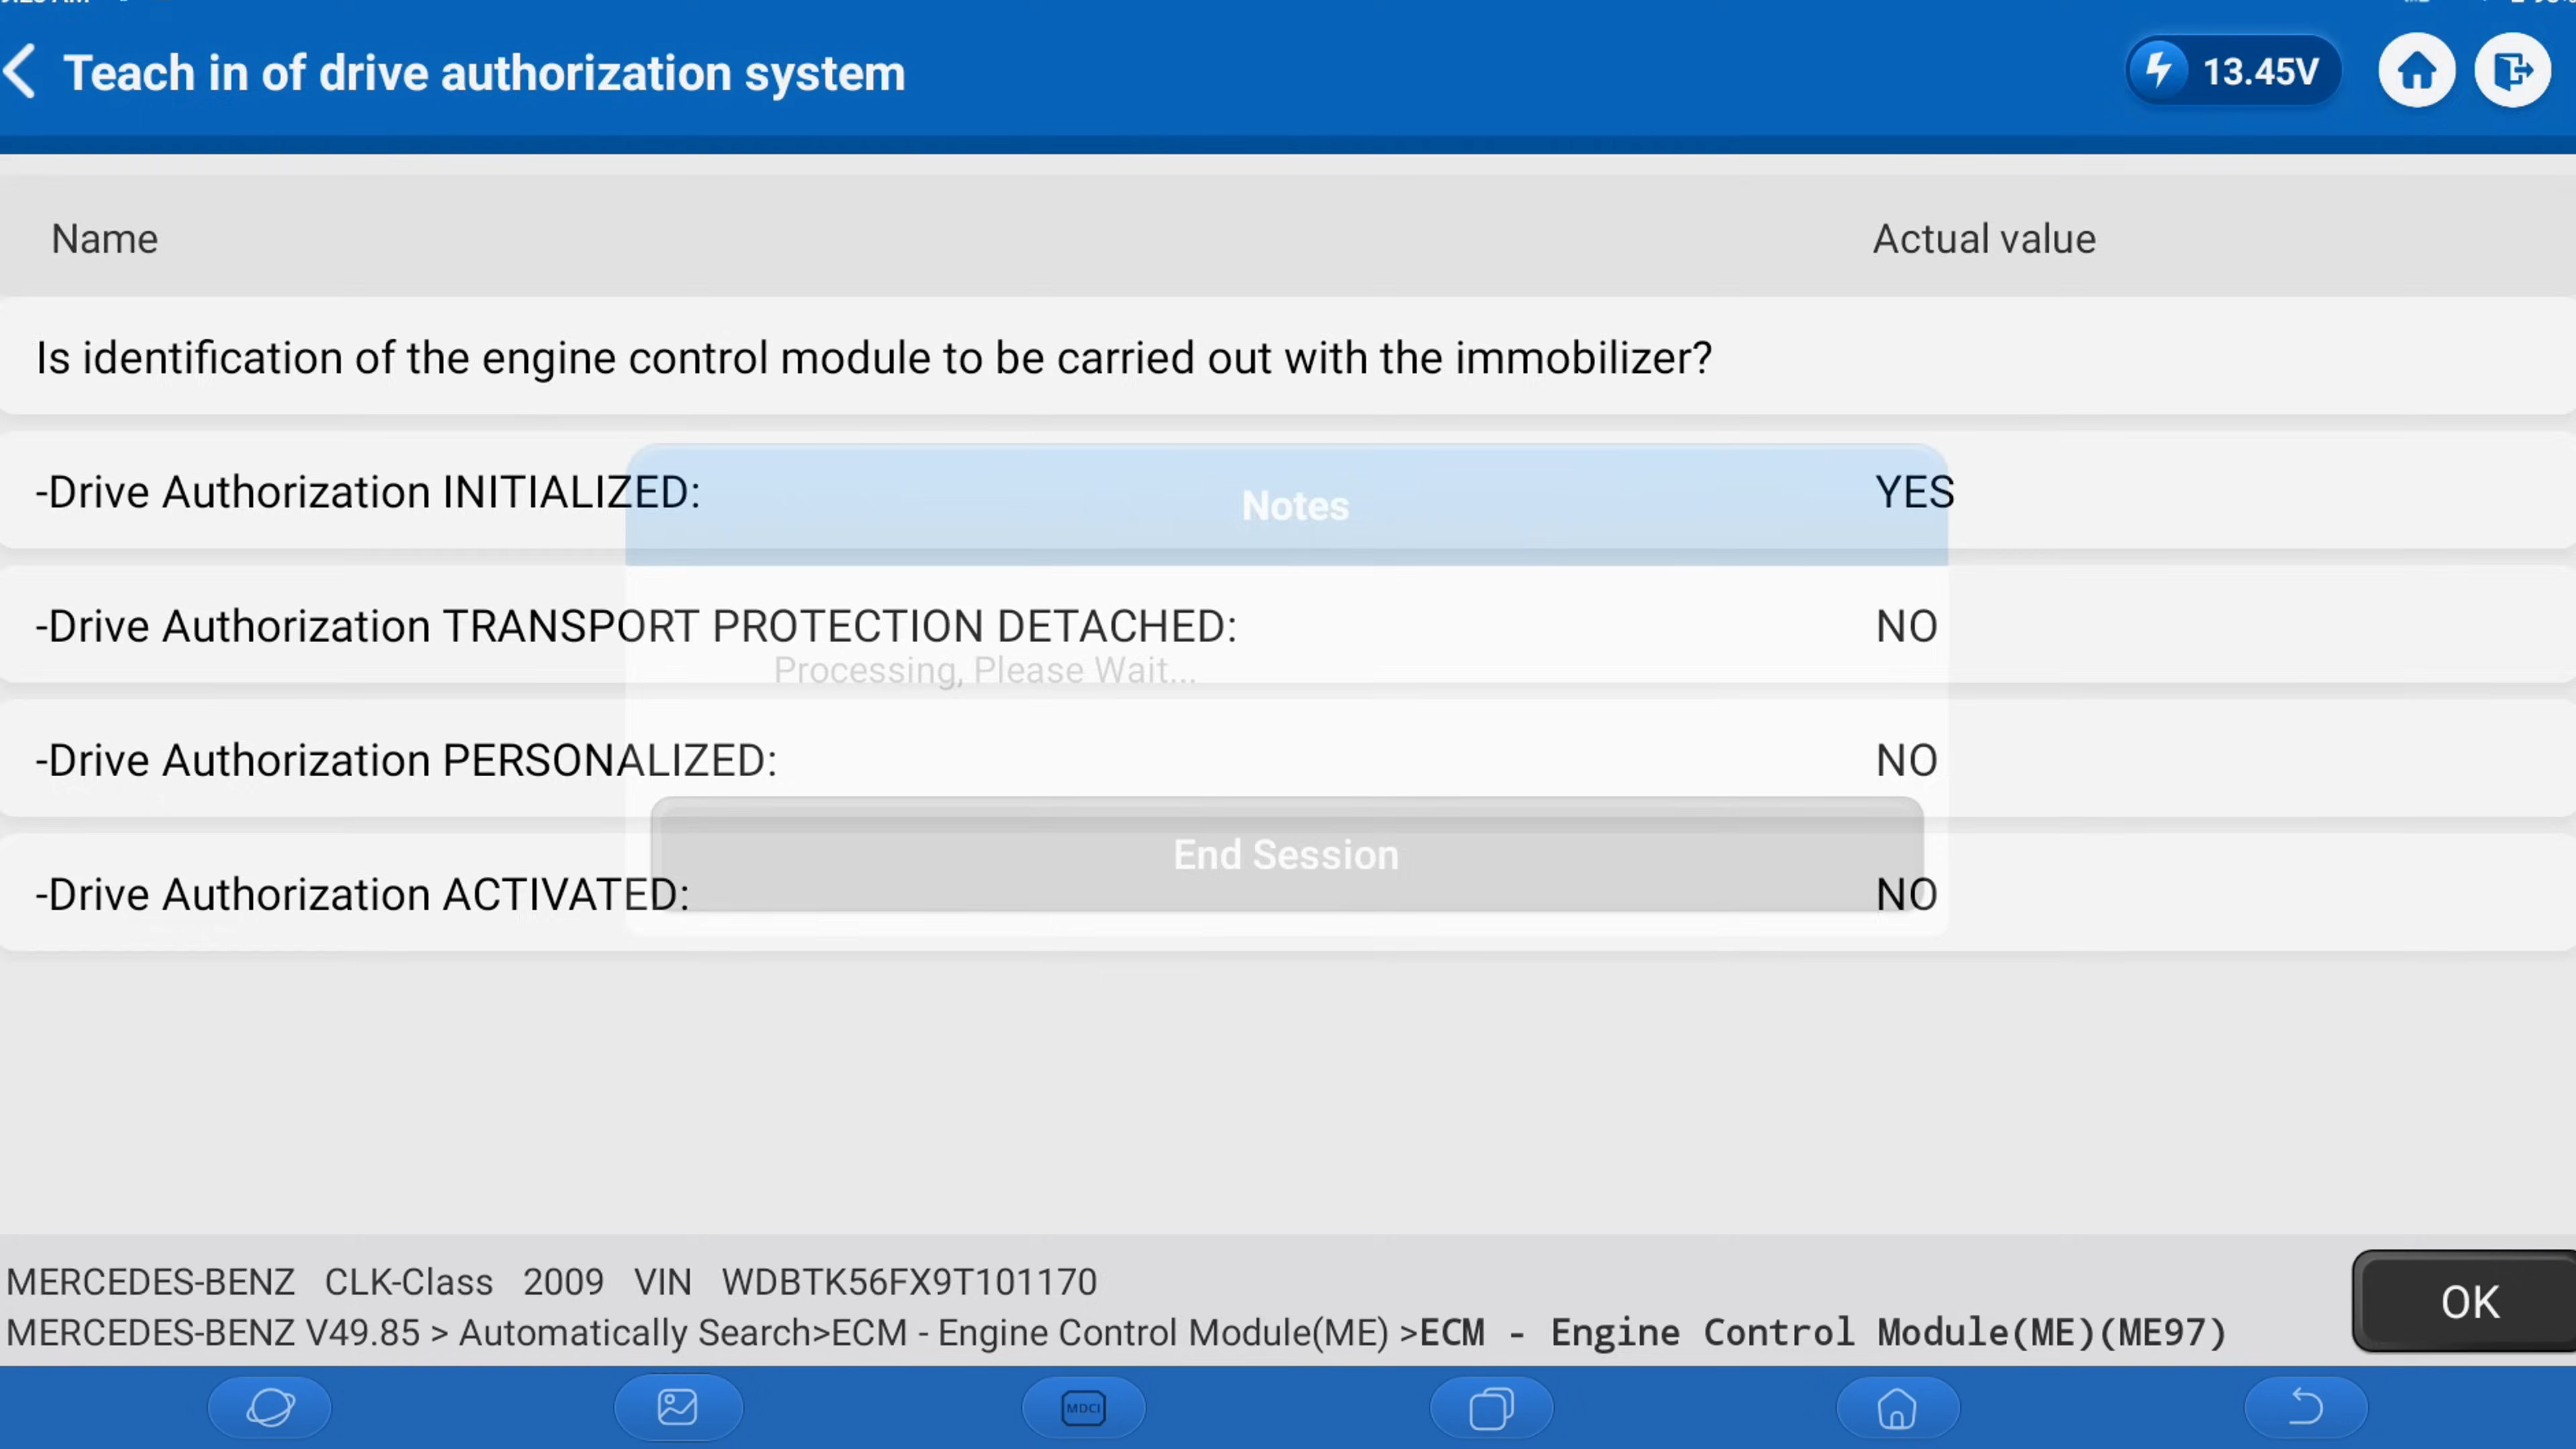 Teach in of drive authorization system
13.45V
Name Actual value
Is identification of the engine control module to be carried out with the immobilizer?
-Drive Authorization INITIALIZED: YES
Notes
-Drive Authorization TRANSPORT PROTECTION DETACHED: NO
Processing, Please Wait...
-Drive Authorization PERSONALIZED: NO
End Session
-Drive Authorization ACTIVATED: NO
MERCEDES-BENZ CLK-Class 2009 VIN WDBTK56FX9T101170
MERCEDES-BENZ V49.85 > Automatically Search>ECM - Engine Control Module(ME) >ECM - Engine Control Module(ME)(ME97)
OK
MDCI